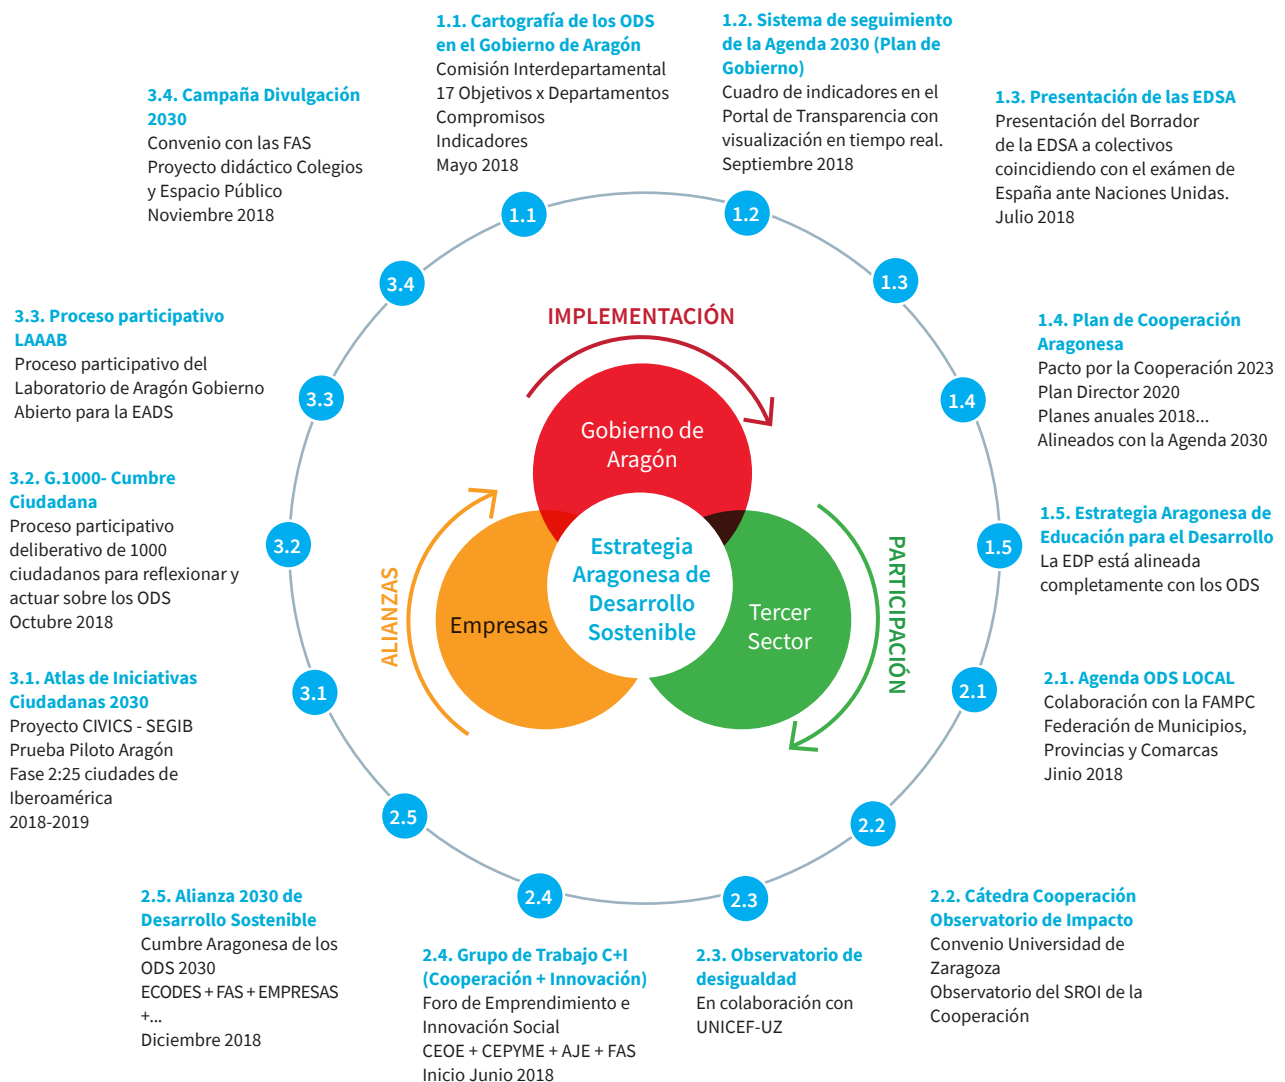 1.1. Cartografía de los ODS
en el Gobierno de Aragón
Comisión Interdepartamental
17 Objetivos x Departamentos
Compromisos
Indicadores
Mayo 2018
1.2. Sistema de seguimiento
de la Agenda 2030 (Plan de
Gobierno)
Cuadro de indicadores en el
Portal de Transparencia con
visualización en tiempo real.
Septiembre 2018
1.3. Presentación de las EDSA
Presentación del Borrador
de la EDSA a colectivos
coincidiendo con el exámen de
España ante Naciones Unidas.
Julio 2018
1.4. Plan de Cooperación
Aragonesa
Pacto por la Cooperación 2023
Plan Director 2020
Planes anuales 2018...
Alineados con la Agenda 2030
1.5. Estrategia Aragonesa de
Educación para el Desarrollo
La EDP está alineada
completamente con los ODS
2.1. Agenda ODS LOCAL
Colaboración con la FAMPC
Federación de Municipios,
Provincias y Comarcas
Jinio 2018
2.2. Cátedra Cooperación
Observatorio de Impacto
Convenio Universidad de
Zaragoza
Observatorio del SROI de la
Cooperación
2.3. Observatorio de
desigualdad
En colaboración con
UNICEF-UZ
2.4. Grupo de Trabajo C+I
(Cooperación + Innovación)
Foro de Emprendimiento e
Innovación Social
CEOE + CEPYME + AJE + FAS
Inicio Junio 2018
2.5. Alianza 2030 de
Desarrollo Sostenible
Cumbre Aragonesa de los
ODS 2030
ECODES + FAS + EMPRESAS
+...
Diciembre 2018
3.1. Atlas de Iniciativas
Ciudadanas 2030
Proyecto CIVICS - SEGIB
Prueba Piloto Aragón
Fase 2:25 ciudades de
Iberoamérica
2018-2019
3.2. G.1000- Cumbre
Ciudadana
Proceso participativo
deliberativo de 1000
ciudadanos para reflexionar y
actuar sobre los ODS
Octubre 2018
3.3. Proceso participativo
LAAAB
Proceso participativo del
Laboratorio de Aragón Gobierno
Abierto para la EADS
3.4. Campaña Divulgación
2030
Convenio con las FAS
Proyecto didáctico Colegios
y Espacio Público
Noviembre 2018
1.1
1.2
1.3
1.4
1.5
2.1
2.2
2.3
2.4
2.5
3.1
3.2
3.3
3.4
IMPLEMENTACIÓN
PARTICIPACIÓN
ALIANZAS
Gobierno de
Aragón
Empresas
Tercer
Sector
Estrategia
Aragonesa de
Desarrollo
Sostenible